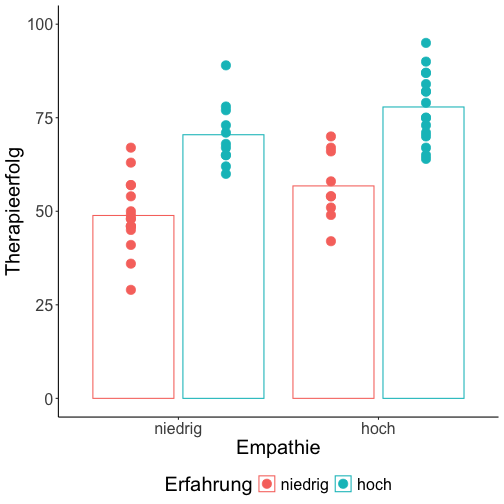 Therapieerfolg
100
75
50
25
0
niedrig hoch
Empathie
Erfahrung niedrig hoch